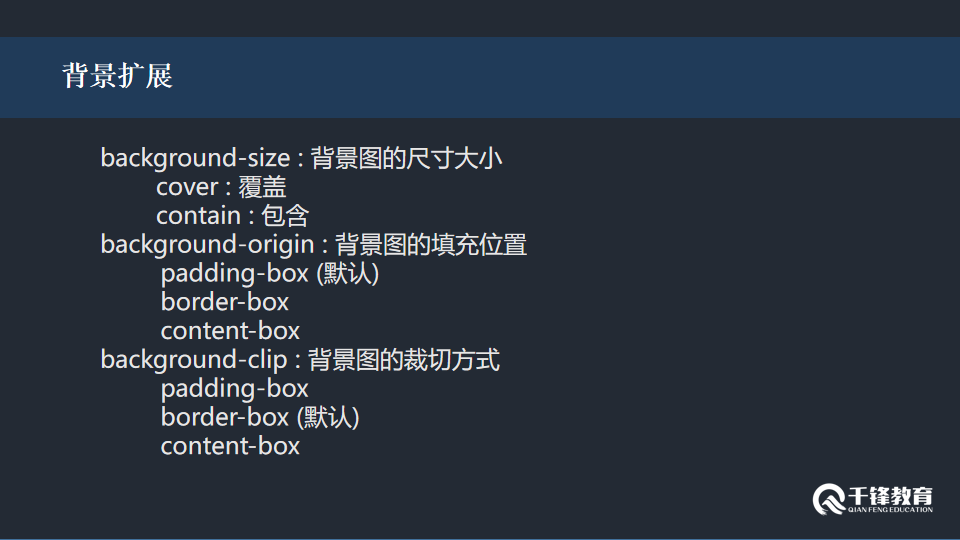 背景扩展
background-size : 背景图的尺寸大小
cover : 覆盖
contain : 包含
background-origin : 背景图的填充位置
padding-box (默认)
border-box
content-box
background-clip : 背景图的裁切方式
padding-box
border-box (默认)
content-box
千锋教育
QIAN FENG EDUCATION